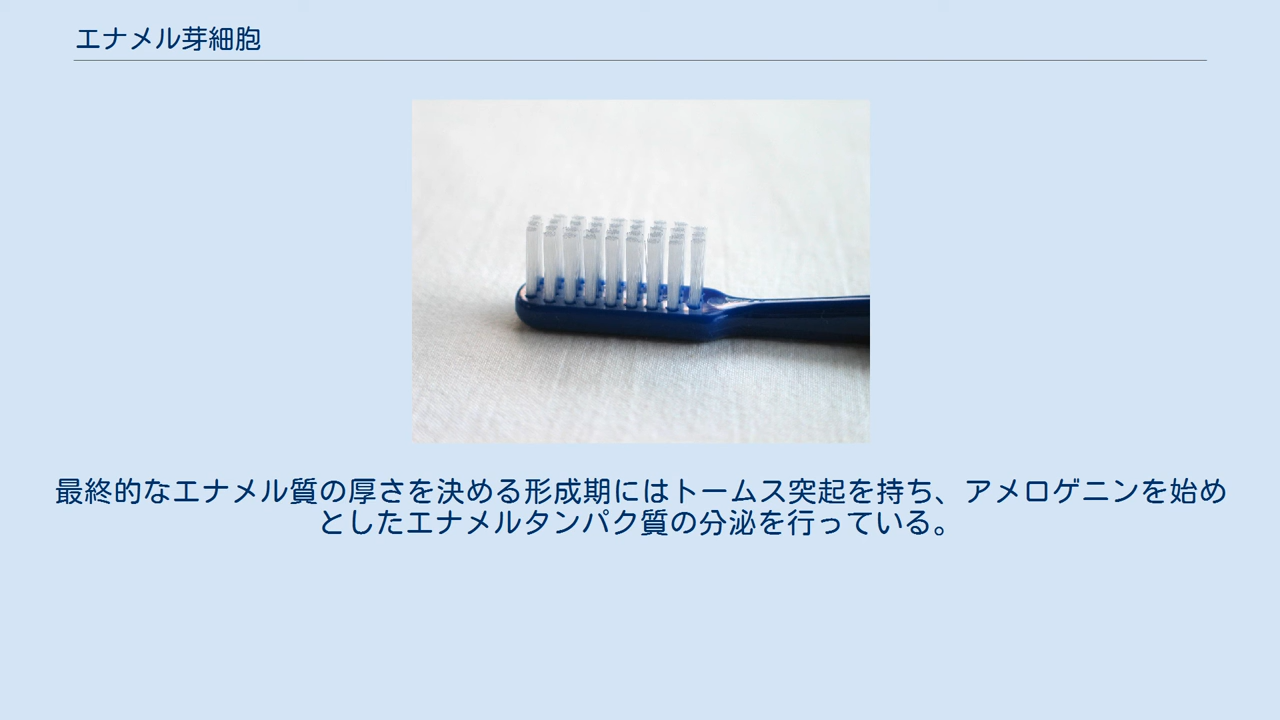 エナメル芽細胞
最終的なエナメル質の厚さを決める形成期にはトームス突起を持ち、アメロゲニンを始め
としたエナメルタンパク質の分泌を行っている。